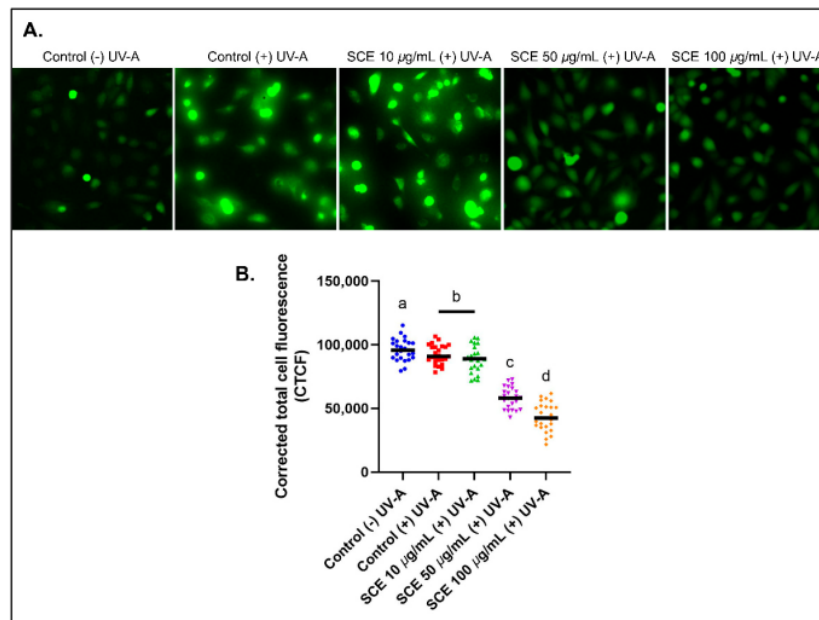 A.
Control (-) UV-A
Control (+) UV-A
SCE 10 µg/mL (+) UV-A
SCE 50 µg/mL (+) UV-A
SCE 100 µg/mL (+) UV-A
B.
Corrected total cell fluorescence
(CTCF)
150,000
100,000
50,000
0
a
b
c
d
Control (-) UV-A
Control (+) UV-A
SCE 10 µg/mL (+) UV-A
SCE 50 µg/mL (+) UV-A
SCE 100 µg/mL (+) UV-A